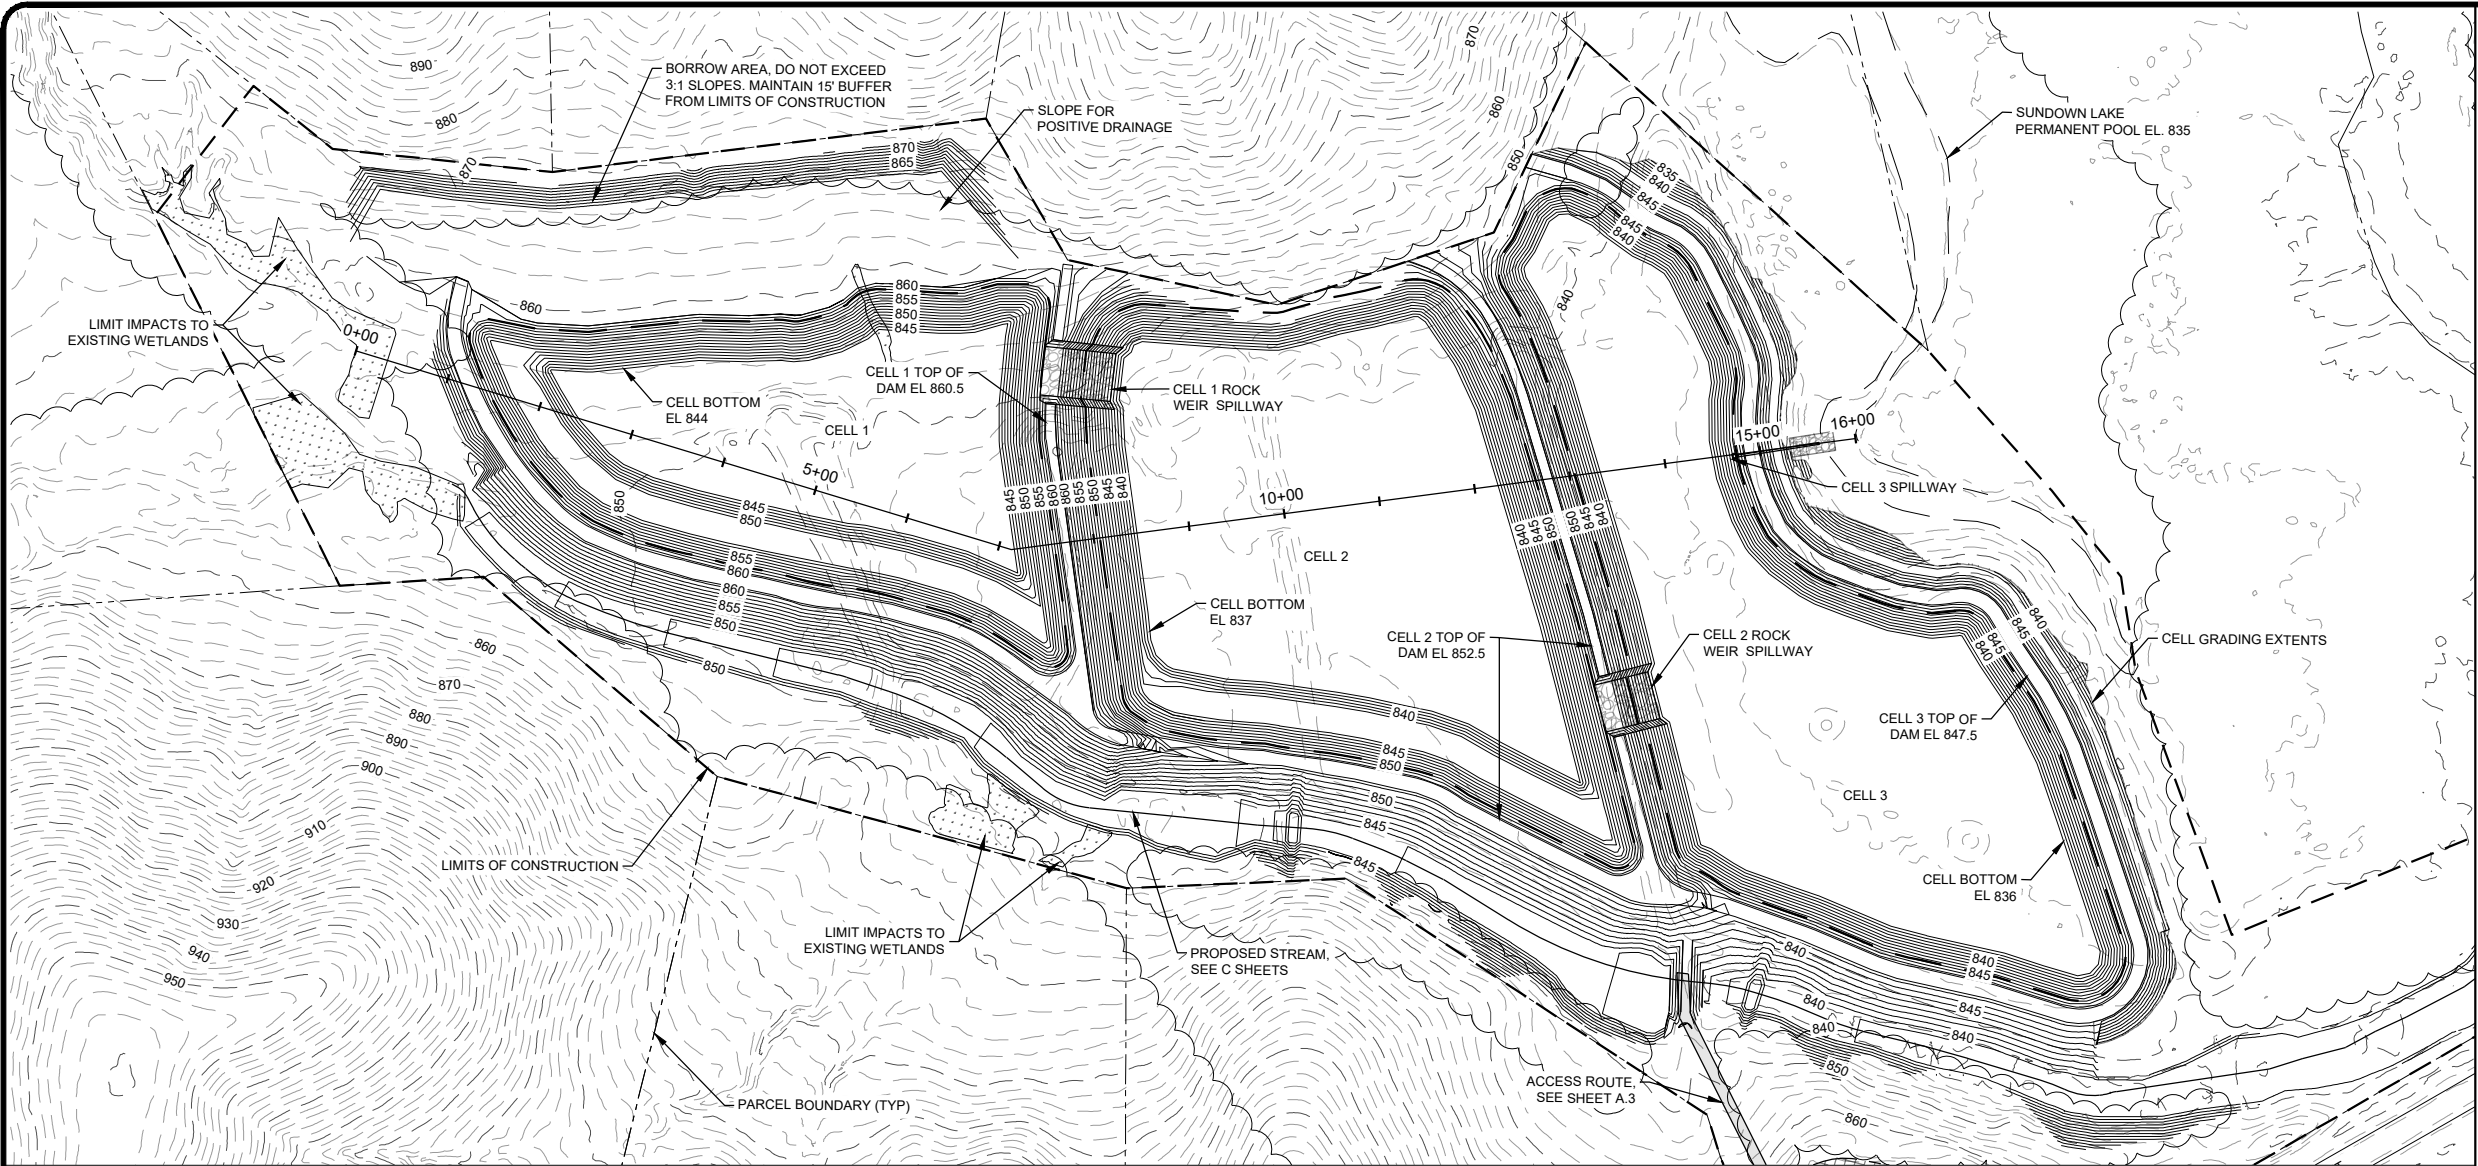 890
BORROW AREA, DO NOT EXCEED
3:1 SLOPES. MAINTAIN 15' BUFFER
FROM LIMITS OF CONSTRUCTION
870
860
SLOPE FOR
POSITIVE DRAINAGE
SUNDOWN LAKE
PERMANENT POOL EL. 835
880
870
870
865
850
835
840
845
845
840
LIMIT IMPACTS TO
EXISTING WETLANDS
0+00
860
860
855
850
845
840
CELL 1 TOP OF
DAM EL 860.5
CELL BOTTOM
EL 844
CELL 1
CELL 1 ROCK
WEIR SPILLWAY
15+00
16+00
CELL 3 SPILLWAY
5+00
10+00
850
845
850
845
850
855
860
860
855
850
845
840
840
845
850
850
845
840
CELL 2
855
860
860
855
850
CELL BOTTOM
EL 837
CELL 2 TOP OF
DAM EL 852.5
CELL 2 ROCK
WEIR SPILLWAY
840
845
845
840
CELL GRADING EXTENTS
860
850
870
880
890
900
840
845
850
CELL 3 TOP OF
DAM EL 847.5
850
845
CELL 3
910
920
930
940
950
LIMITS OF CONSTRUCTION
845
CELL BOTTOM
EL 836
LIMIT IMPACTS TO
EXISTING WETLANDS
PROPOSED STREAM,
SEE C SHEETS
840
840
845
840
845
840
840
850
ACCESS ROUTE,
SEE SHEET A.3
860
PARCEL BOUNDARY (TYP)